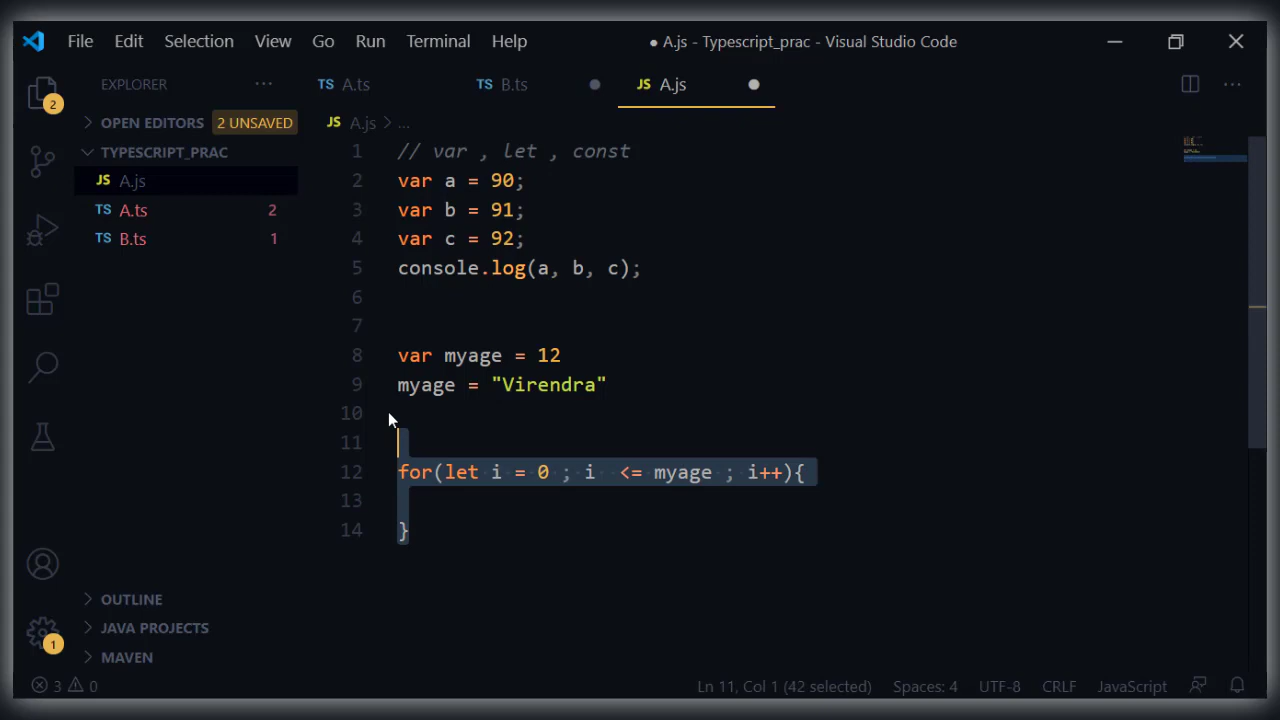 File Edit Selection View Go Run Terminal Help ● A.js - Typescript_prac - Visual Studio Code
EXPLORER ··· TS A.ts TS B.ts JS A.js ···
2
OPEN EDITORS 2 UNSAVED JS A.js > ...
TYPESCRIPT_PRAC
JS A.js
TS A.ts 2
TS B.ts 1
1 // var , let , const
2 var a = 90;
3 var b = 91;
4 var c = 92;
5 console.log(a, b, c);
6
7
8 var myage = 12
9 myage = "Virendra"
10
11
12 for(let i = 0 ; i  <= myage ; i++){
13
14 }
OUTLINE
JAVA PROJECTS
1
MAVEN
3 0 Ln 11, Col 1 (42 selected) Spaces: 4 UTF-8 CRLF JavaScript